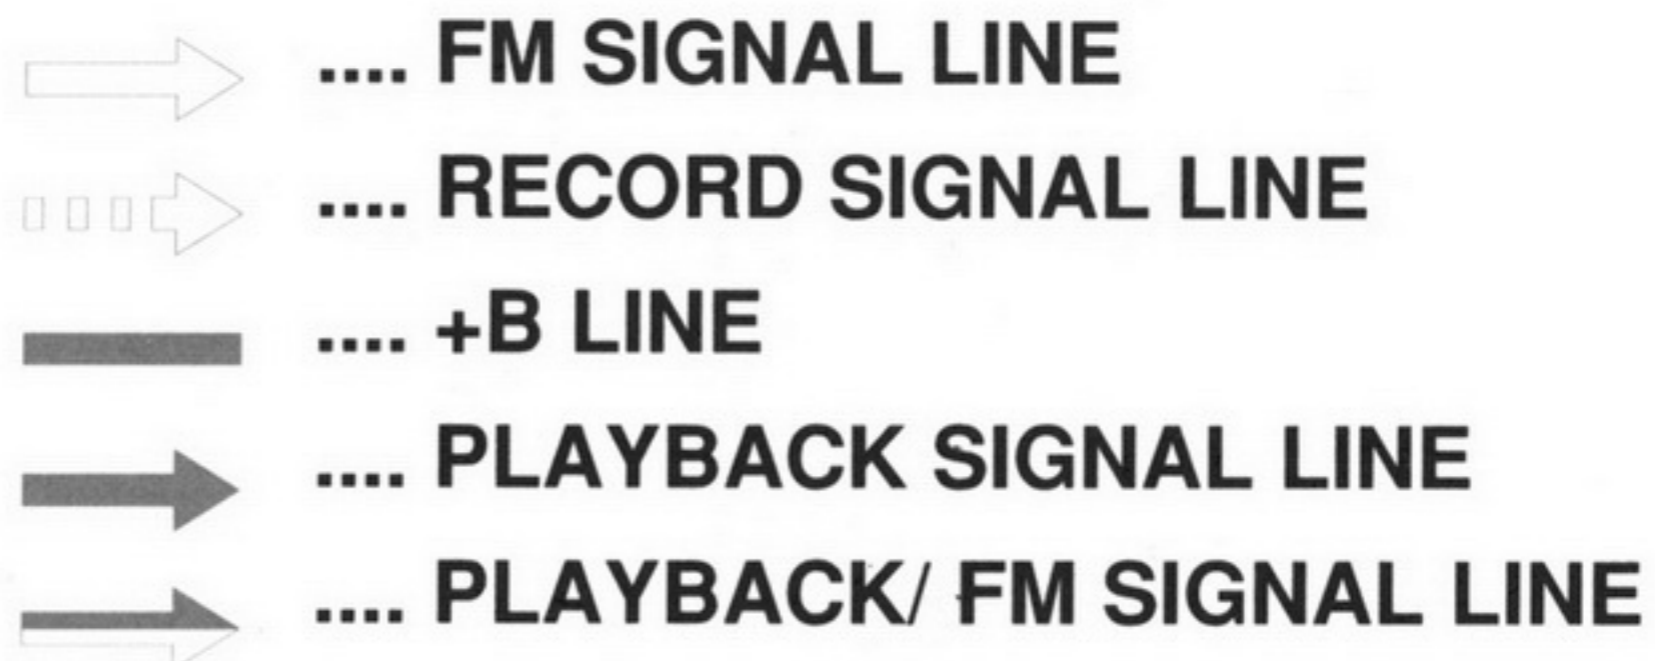 .... FM SIGNAL LINE
.... RECORD SIGNAL LINE
.... +B LINE
.... PLAYBACK SIGNAL LINE
.... PLAYBACK/ FM SIGNAL LINE